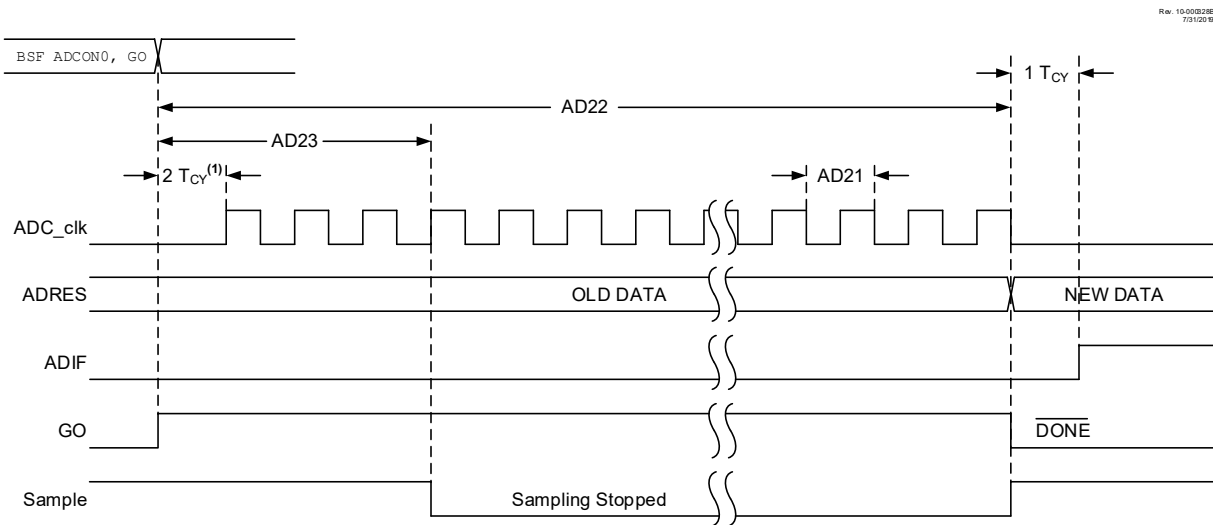 Rev. 10-000328B
7/31/2019
BSF ADCON0, GO
1 TCY
AD22
AD23
2 TCY(1)
AD21
ADC_clk
ADRES
OLD DATA
NEW DATA
ADIF
GO
DONE
Sample
Sampling Stopped